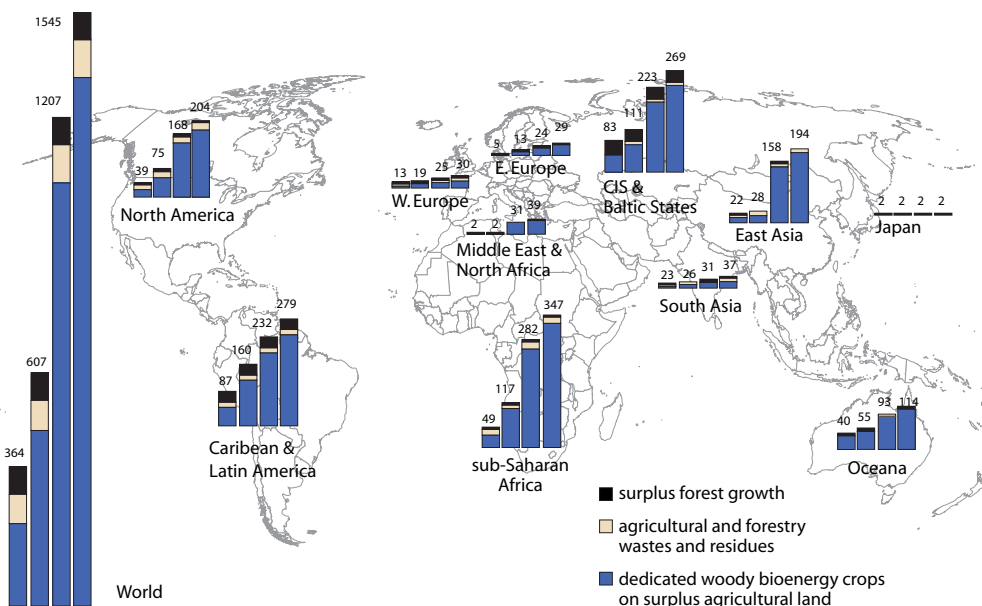 1545
1207
607
364
World
39
75
168
204
North America
87
160
232
279
Caribean &
Latin America
13 19 25 30
W. Europe
5
13
24
29
E. Europe
2 2 31 39
Middle East &
North Africa
49
117
282
347
sub-Saharan
Africa
83
111
223
269
CIS &
Baltic States
22
28
158
194
East Asia
2 2 2 2
Japan
23 26 31 37
South Asia
40
55
93
114
Oceana
surplus forest growth
agricultural and forestry
wastes and residues
dedicated woody bioenergy crops
on surplus agricultural land